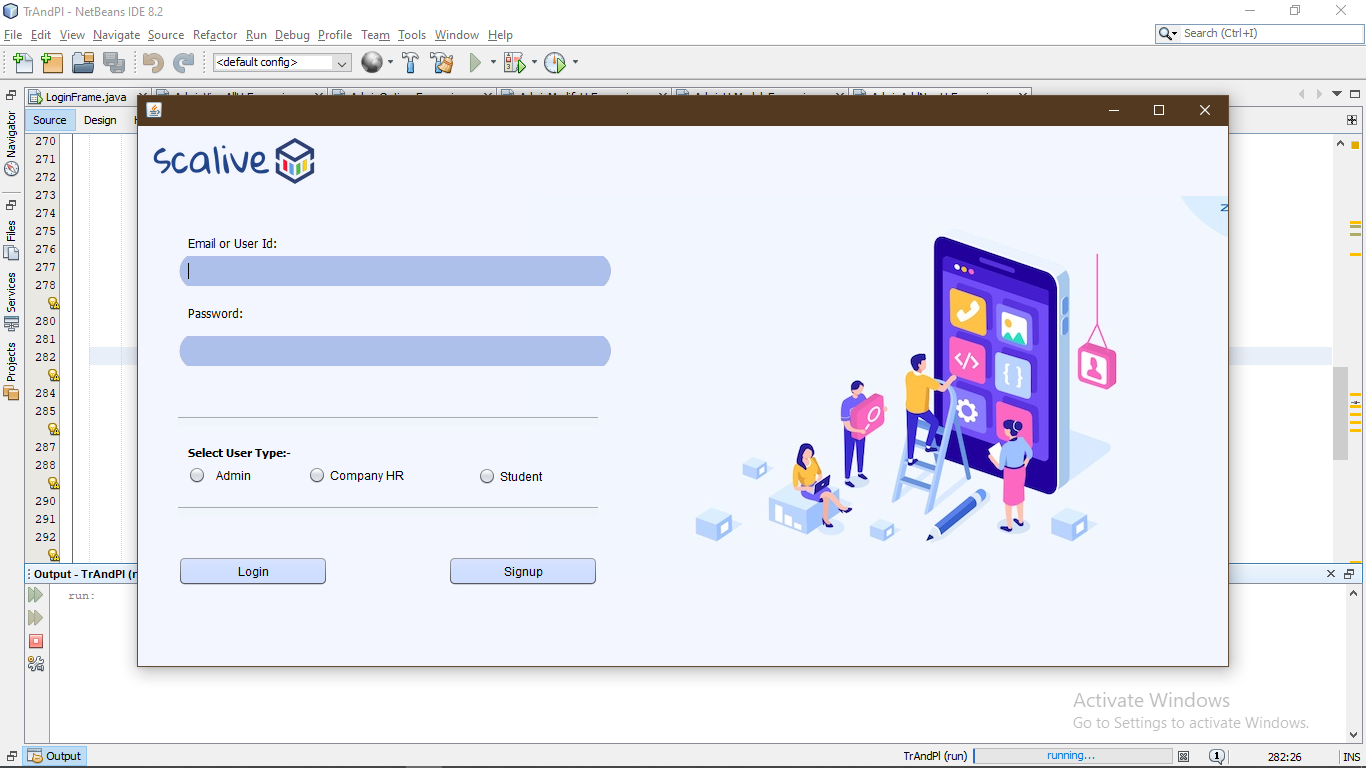 TrAndPl - NetBeans IDE 8.2
File Edit View Navigate Source Refactor Run Debug Profile Team Tools Window Help
Search (Ctrl+I)
<default config>
LoginFrame.java
Source Design
Navigator
Files
Services
Projects
270
271
272
273
274
275
276
277
278
280
281
282
284
285
287
288
290
291
292
scalive
Email or User Id:
Password:
Select User Type:-
Admin Company HR Student
Login Signup
Output - TrAndPl (r
run:
Activate Windows
Go to Settings to activate Windows.
Output
TrAndPl (run) running... 1 282:26 INS